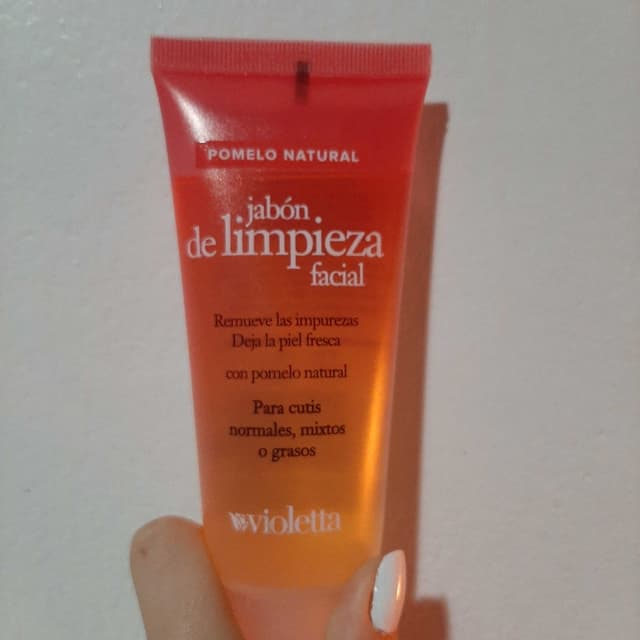 POMELO NATURAL
jabón
de limpieza
facial
Remueve las impurezas
Deja la piel fresca
con pomelo natural
Para cutis
normales, mixtos
o grasos
violetta